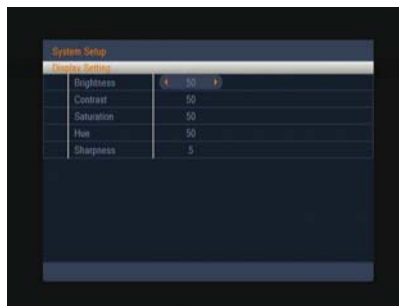 System Setup
Display Setting
Brightness 50
Contrast 50
Saturation 50
Hue 50
Sharpness 5